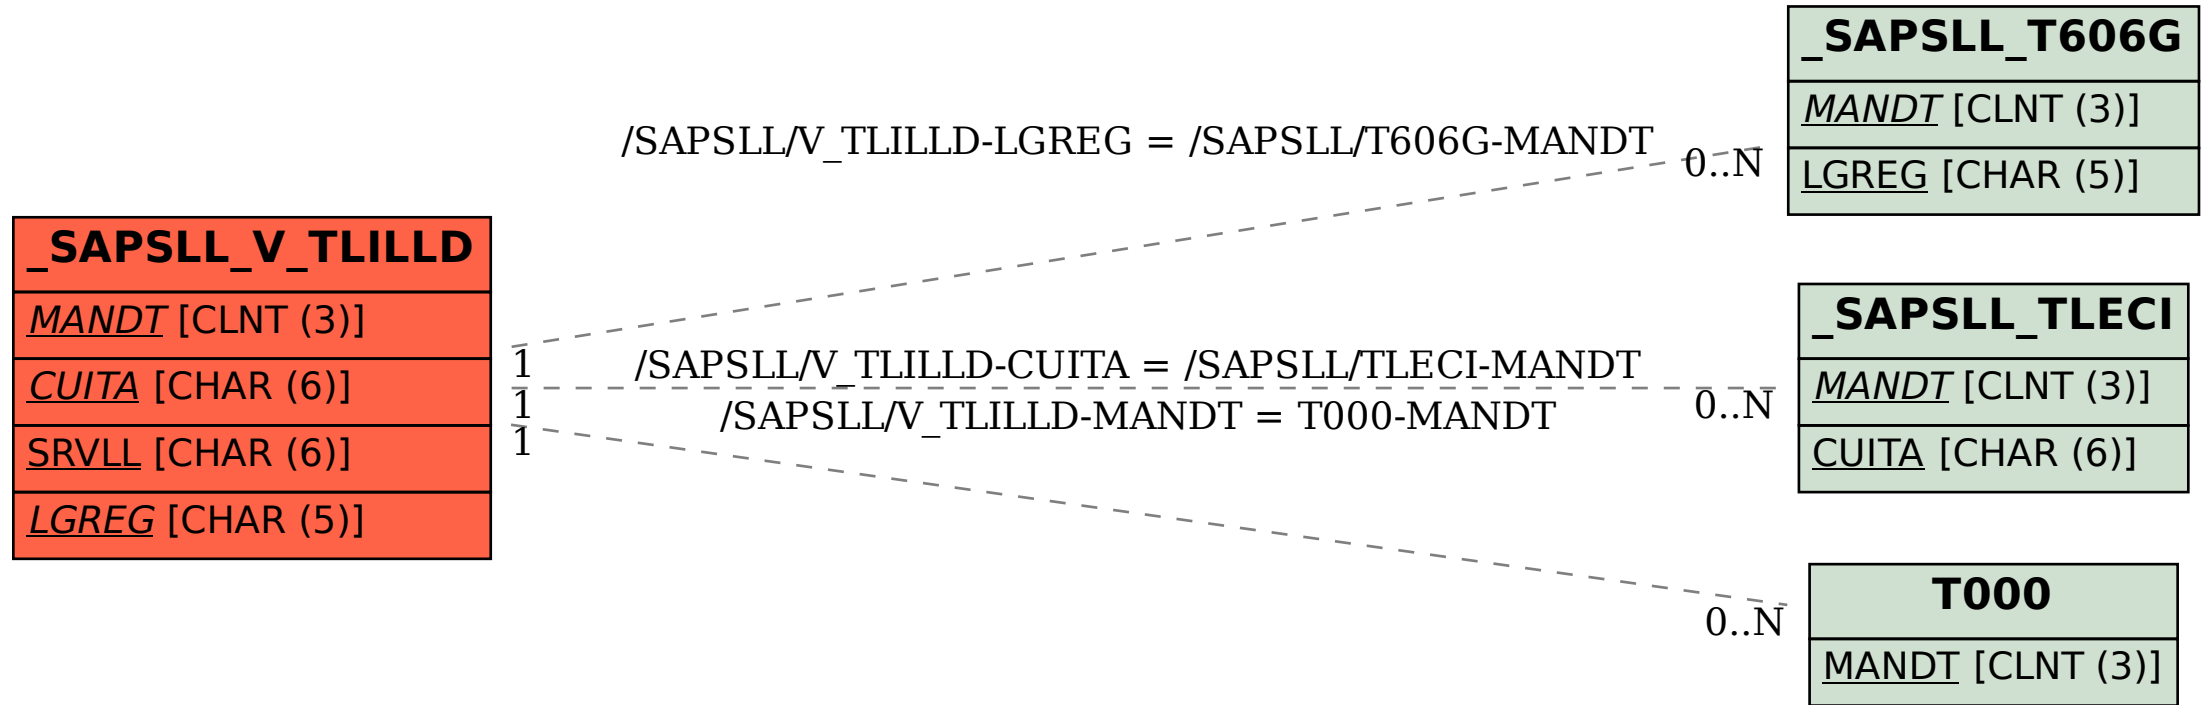 _SAPSLL_V_TLILLD
MANDT [CLNT (3)]
CUITA [CHAR (6)]
SRVLL [CHAR (6)]
LGREG [CHAR (5)]
/SAPSLL/V_TLILLD-LGREG = /SAPSLL/T606G-MANDT
0..N
1
/SAPSLL/V_TLILLD-CUITA = /SAPSLL/TLECI-MANDT
0..N
1
/SAPSLL/V_TLILLD-MANDT = T000-MANDT
0..N
1
_SAPSLL_T606G
MANDT [CLNT (3)]
LGREG [CHAR (5)]
_SAPSLL_TLECI
MANDT [CLNT (3)]
CUITA [CHAR (6)]
T000
MANDT [CLNT (3)]